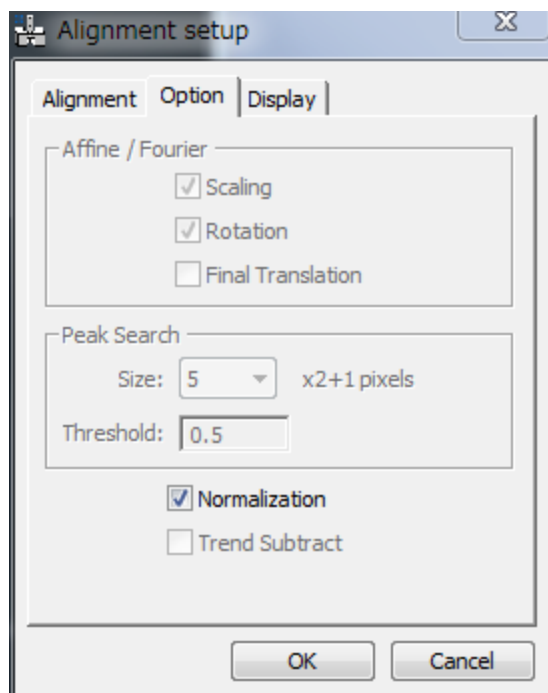 Alignment setup
Alignment Option Display
Affine / Fourier
Scaling
Rotation
Final Translation
Peak Search
Size: 5 x2+1 pixels
Threshold: 0.5
Normalization
Trend Subtract
OK Cancel